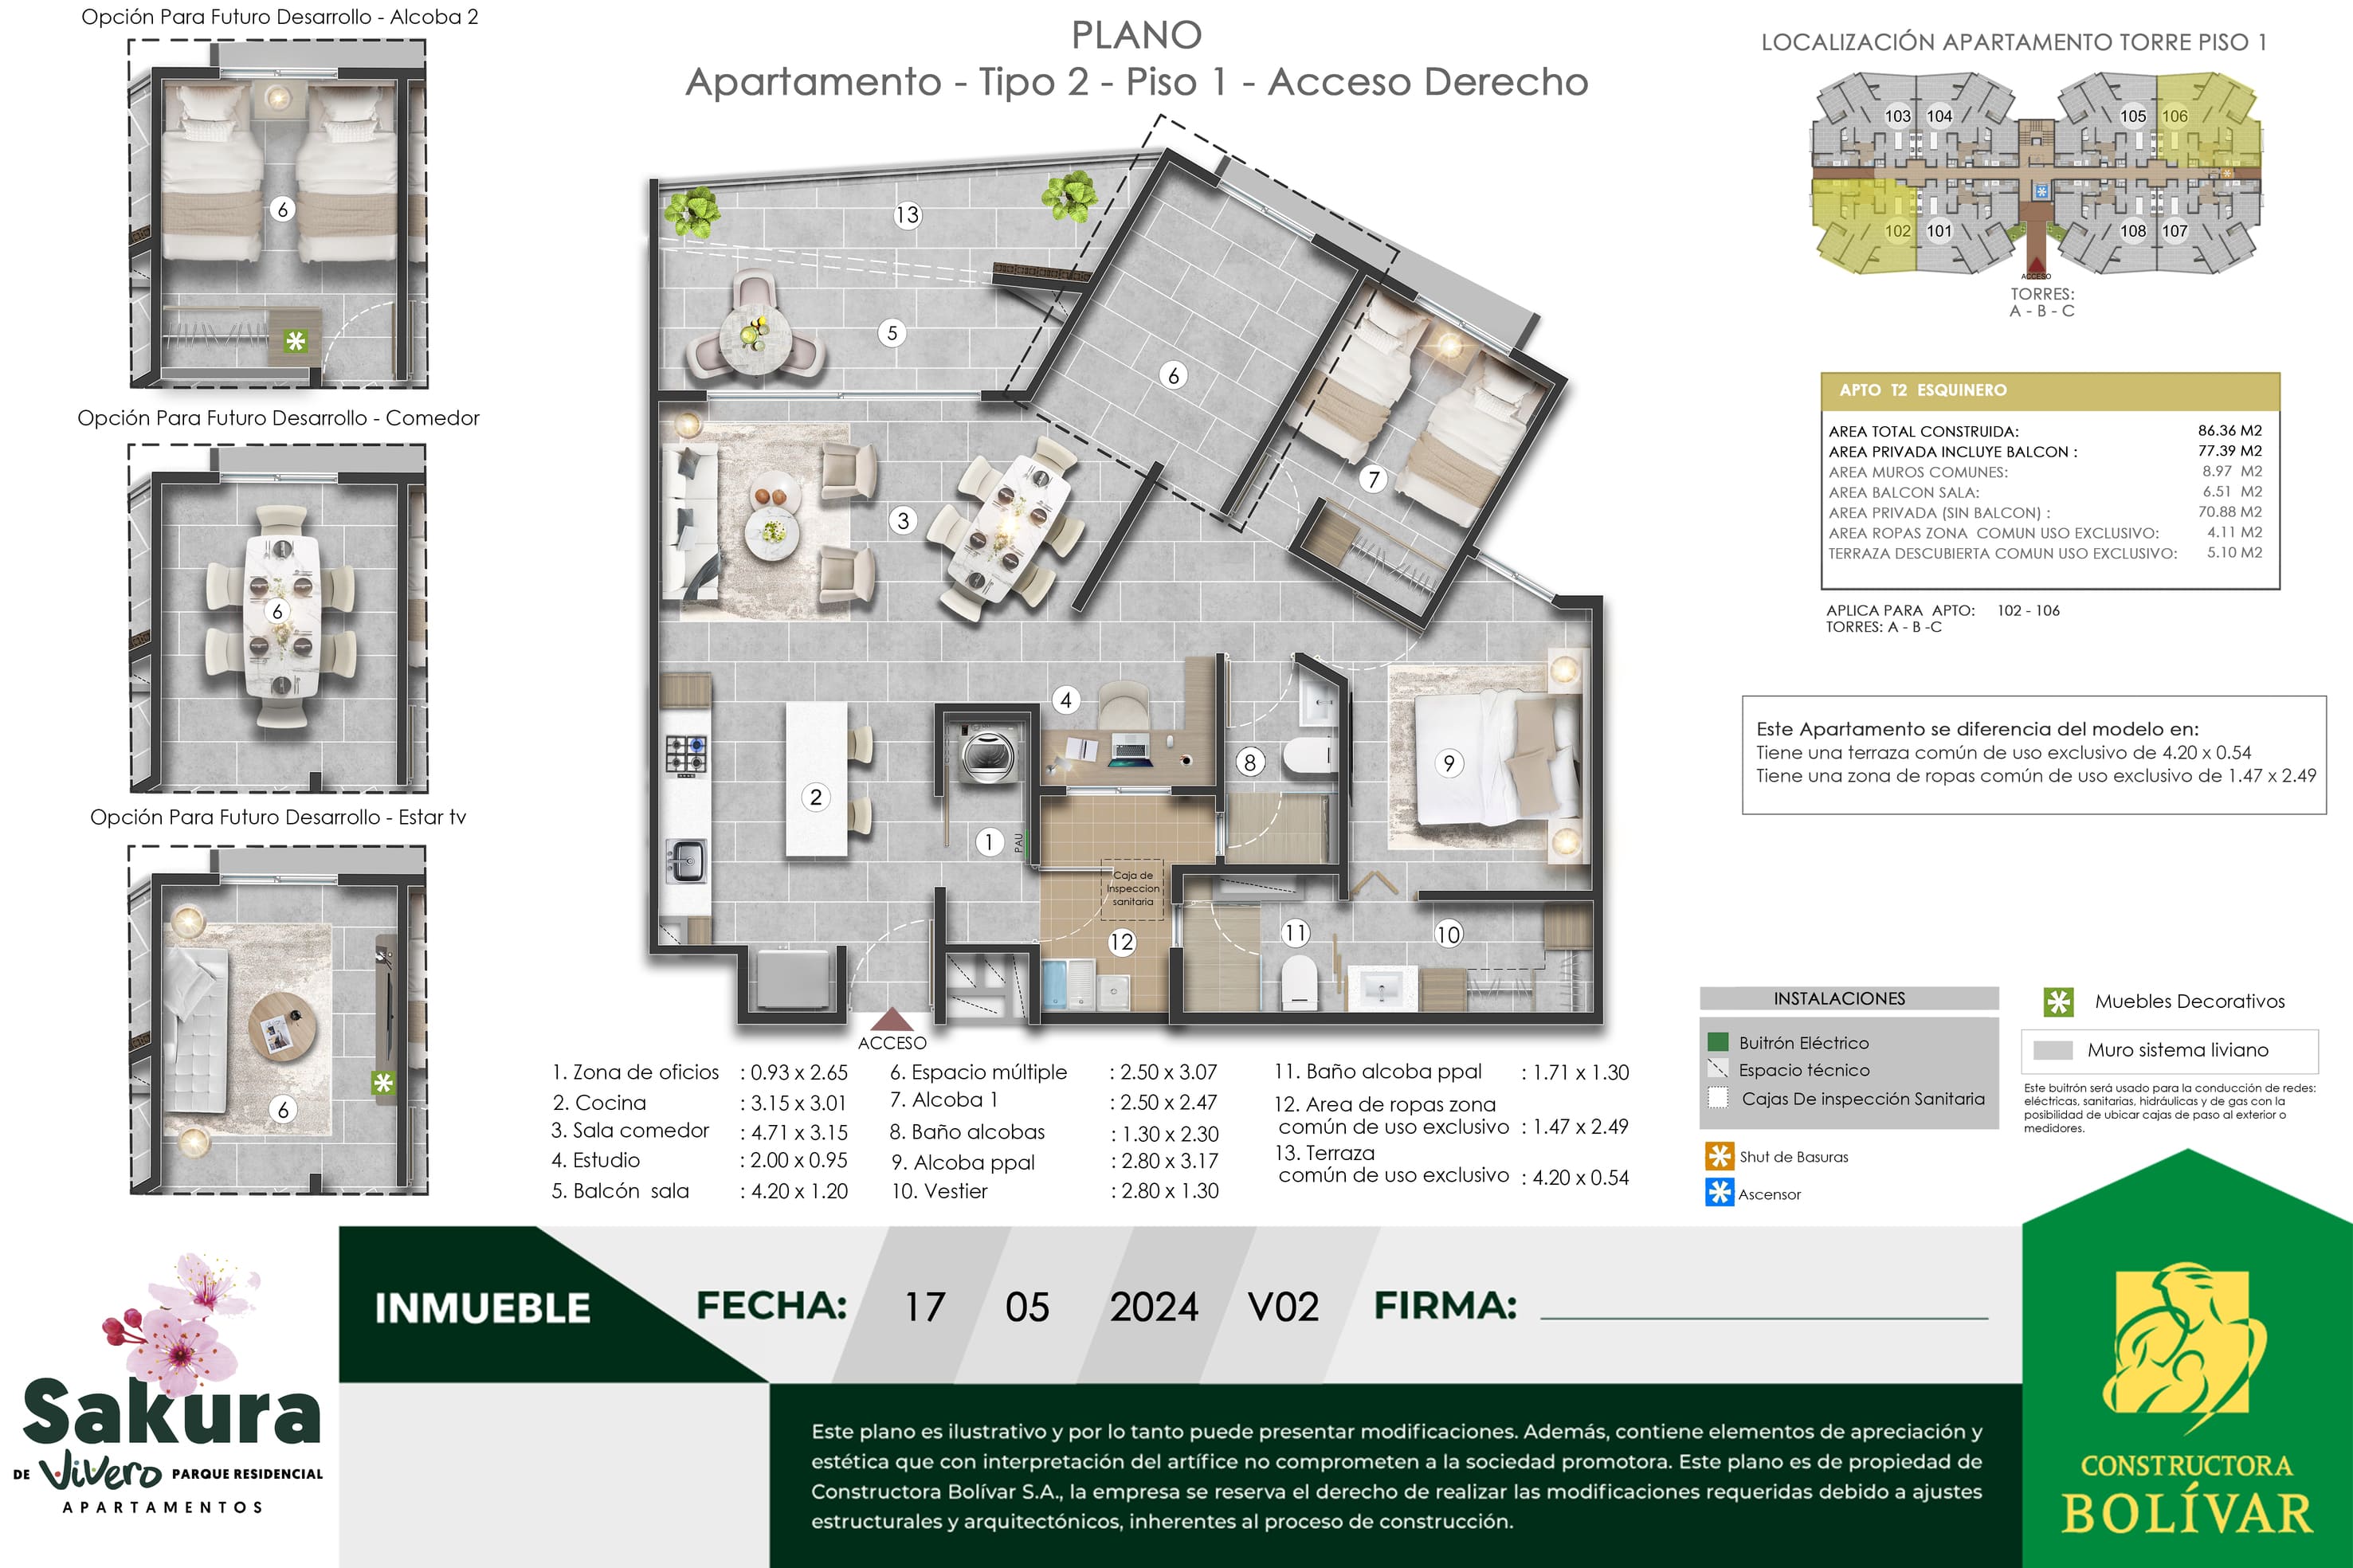 Opción Para Futuro Desarrollo - Alcoba 2
6
Opción Para Futuro Desarrollo - Comedor
6
Opción Para Futuro Desarrollo - Estar tv
6
PLANO
Apartamento - Tipo 2 - Piso 1 - Acceso Derecho
13
5
6
7
3
4
8
9
2
1
PAU
Caja de
Inspeccion
sanitaria
12
11
10
ACCESO
1. Zona de oficios : 0.93 x 2.65
2. Cocina : 3.15 x 3.01
3. Sala comedor : 4.71 x 3.15
4. Estudio : 2.00 x 0.95
5. Balcón sala : 4.20 x 1.20
6. Espacio múltiple : 2.50 x 3.07
7. Alcoba 1 : 2.50 x 2.47
8. Baño alcobas : 1.30 x 2.30
9. Alcoba ppal : 2.80 x 3.17
10. Vestier : 2.80 x 1.30
11. Baño alcoba ppal : 1.71 x 1.30
12. Area de ropas zona
común de uso exclusivo : 1.47 x 2.49
13. Terraza
común de uso exclusivo : 4.20 x 0.54
LOCALIZACIÓN APARTAMENTO TORRE PISO 1
103 104 105 106
102 101 108 107
ACCESO
TORRES:
A - B - C
APTO T2 ESQUINERO
AREA TOTAL CONSTRUIDA: 86.36 M2
AREA PRIVADA INCLUYE BALCON : 77.39 M2
AREA MUROS COMUNES: 8.97 M2
AREA BALCON SALA: 6.51 M2
AREA PRIVADA (SIN BALCON) : 70.88 M2
AREA ROPAS ZONA COMUN USO EXCLUSIVO: 4.11 M2
TERRAZA DESCUBIERTA COMUN USO EXCLUSIVO: 5.10 M2
APLICA PARA APTO: 102 - 106
TORRES: A - B -C
Este Apartamento se diferencia del modelo en:
Tiene una terraza común de uso exclusivo de 4.20 x 0.54
Tiene una zona de ropas común de uso exclusivo de 1.47 x 2.49
INSTALACIONES
Buitrón Eléctrico
Espacio técnico
Cajas De inspección Sanitaria
Shut de Basuras
Ascensor
Muebles Decorativos
Muro sistema liviano
Este buitrón será usado para la conducción de redes:
eléctricas, sanitarias, hidráulicas y de gas con la
posibilidad de ubicar cajas de paso al exterior o
medidores.
Sakura
DE Vivero PARQUE RESIDENCIAL
APARTAMENTOS
INMUEBLE
FECHA: 17 05 2024 V02 FIRMA:
Este plano es ilustrativo y por lo tanto puede presentar modificaciones. Además, contiene elementos de apreciación y
estética que con interpretación del artífice no comprometen a la sociedad promotora. Este plano es de propiedad de
Constructora Bolívar S.A., la empresa se reserva el derecho de realizar las modificaciones requeridas debido a ajustes
estructurales y arquitectónicos, inherentes al proceso de construcción.
CONSTRUCTORA
BOLÍVAR